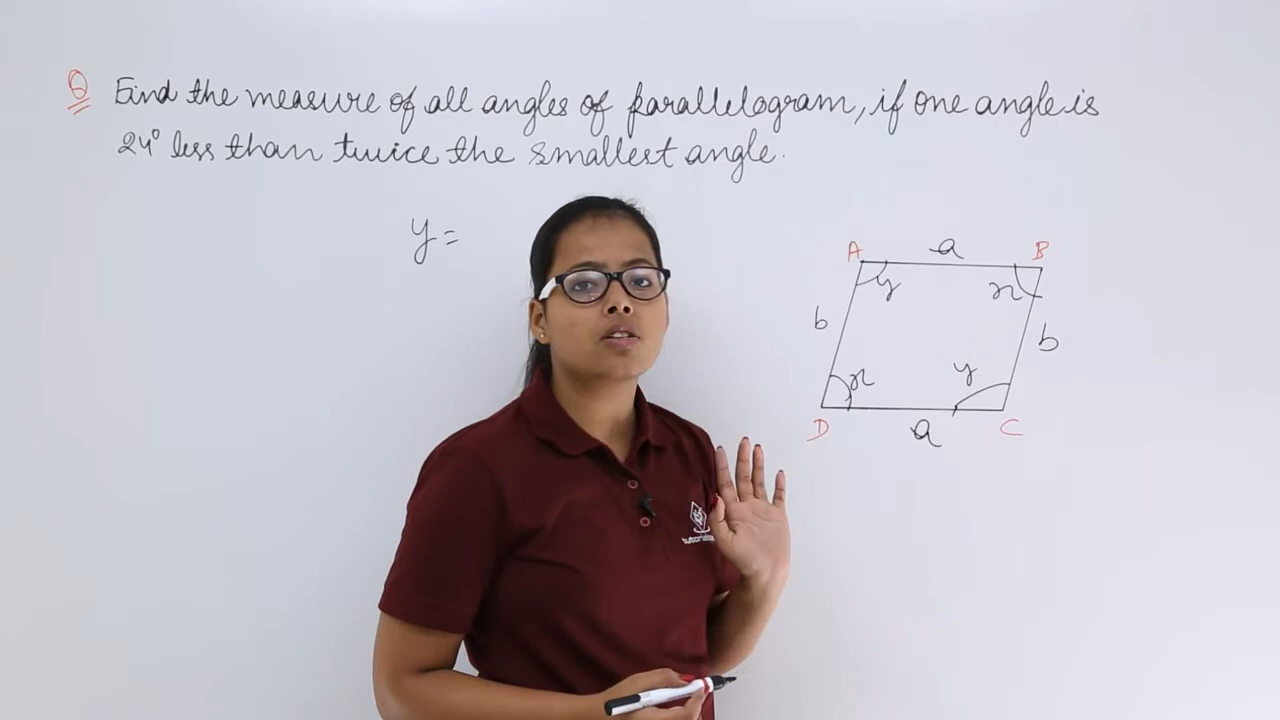 Q Find the measure of all angles of parallelogram, if one angle is
24° less than twice the smallest angle.
y =
A a B
y x
b b
x y
D a C